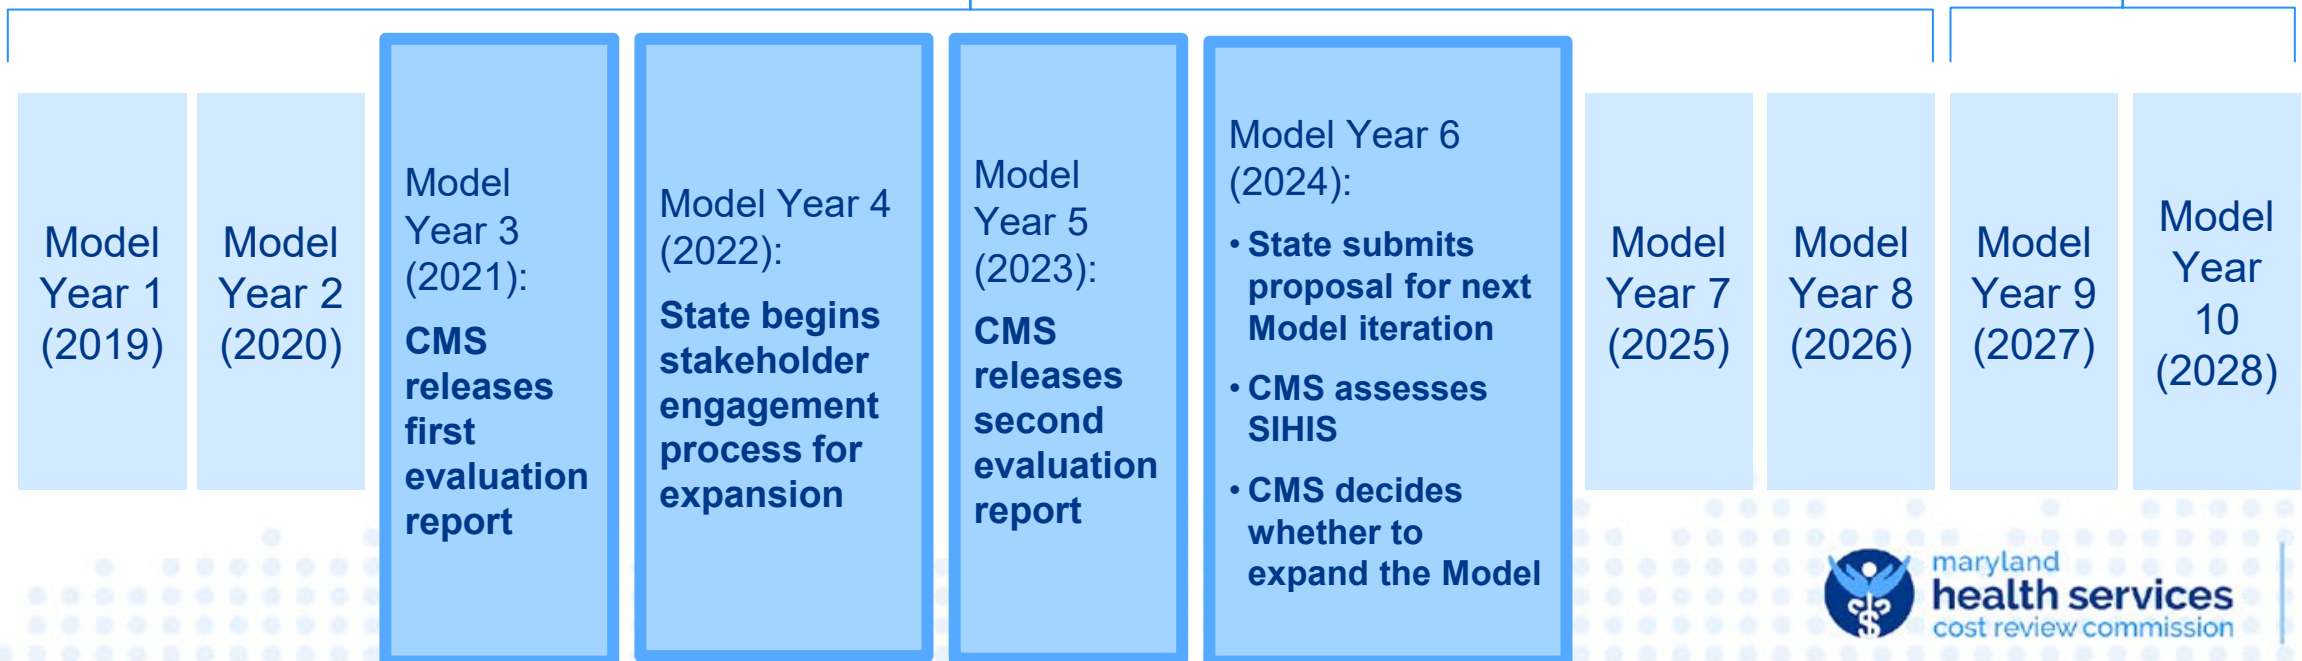 Model
Year 1
(2019)
Model
Year 2
(2020)
Model
Year 3
(2021):
CMS
releases
first
evaluation
report
Model Year 4
(2022):
State begins
stakeholder
engagement
process for
expansion
Model
Year 5
(2023):
CMS
releases
second
evaluation
report
Model Year 6
(2024):
• State submits
proposal for next
Model iteration
• CMS assesses
SIHIS
• CMS decides
whether to
expand the Model
Model
Year 7
(2025)
Model
Year 8
(2026)
Model
Year 9
(2027)
Model
Year
10
(2028)
maryland
health services
cost review commission